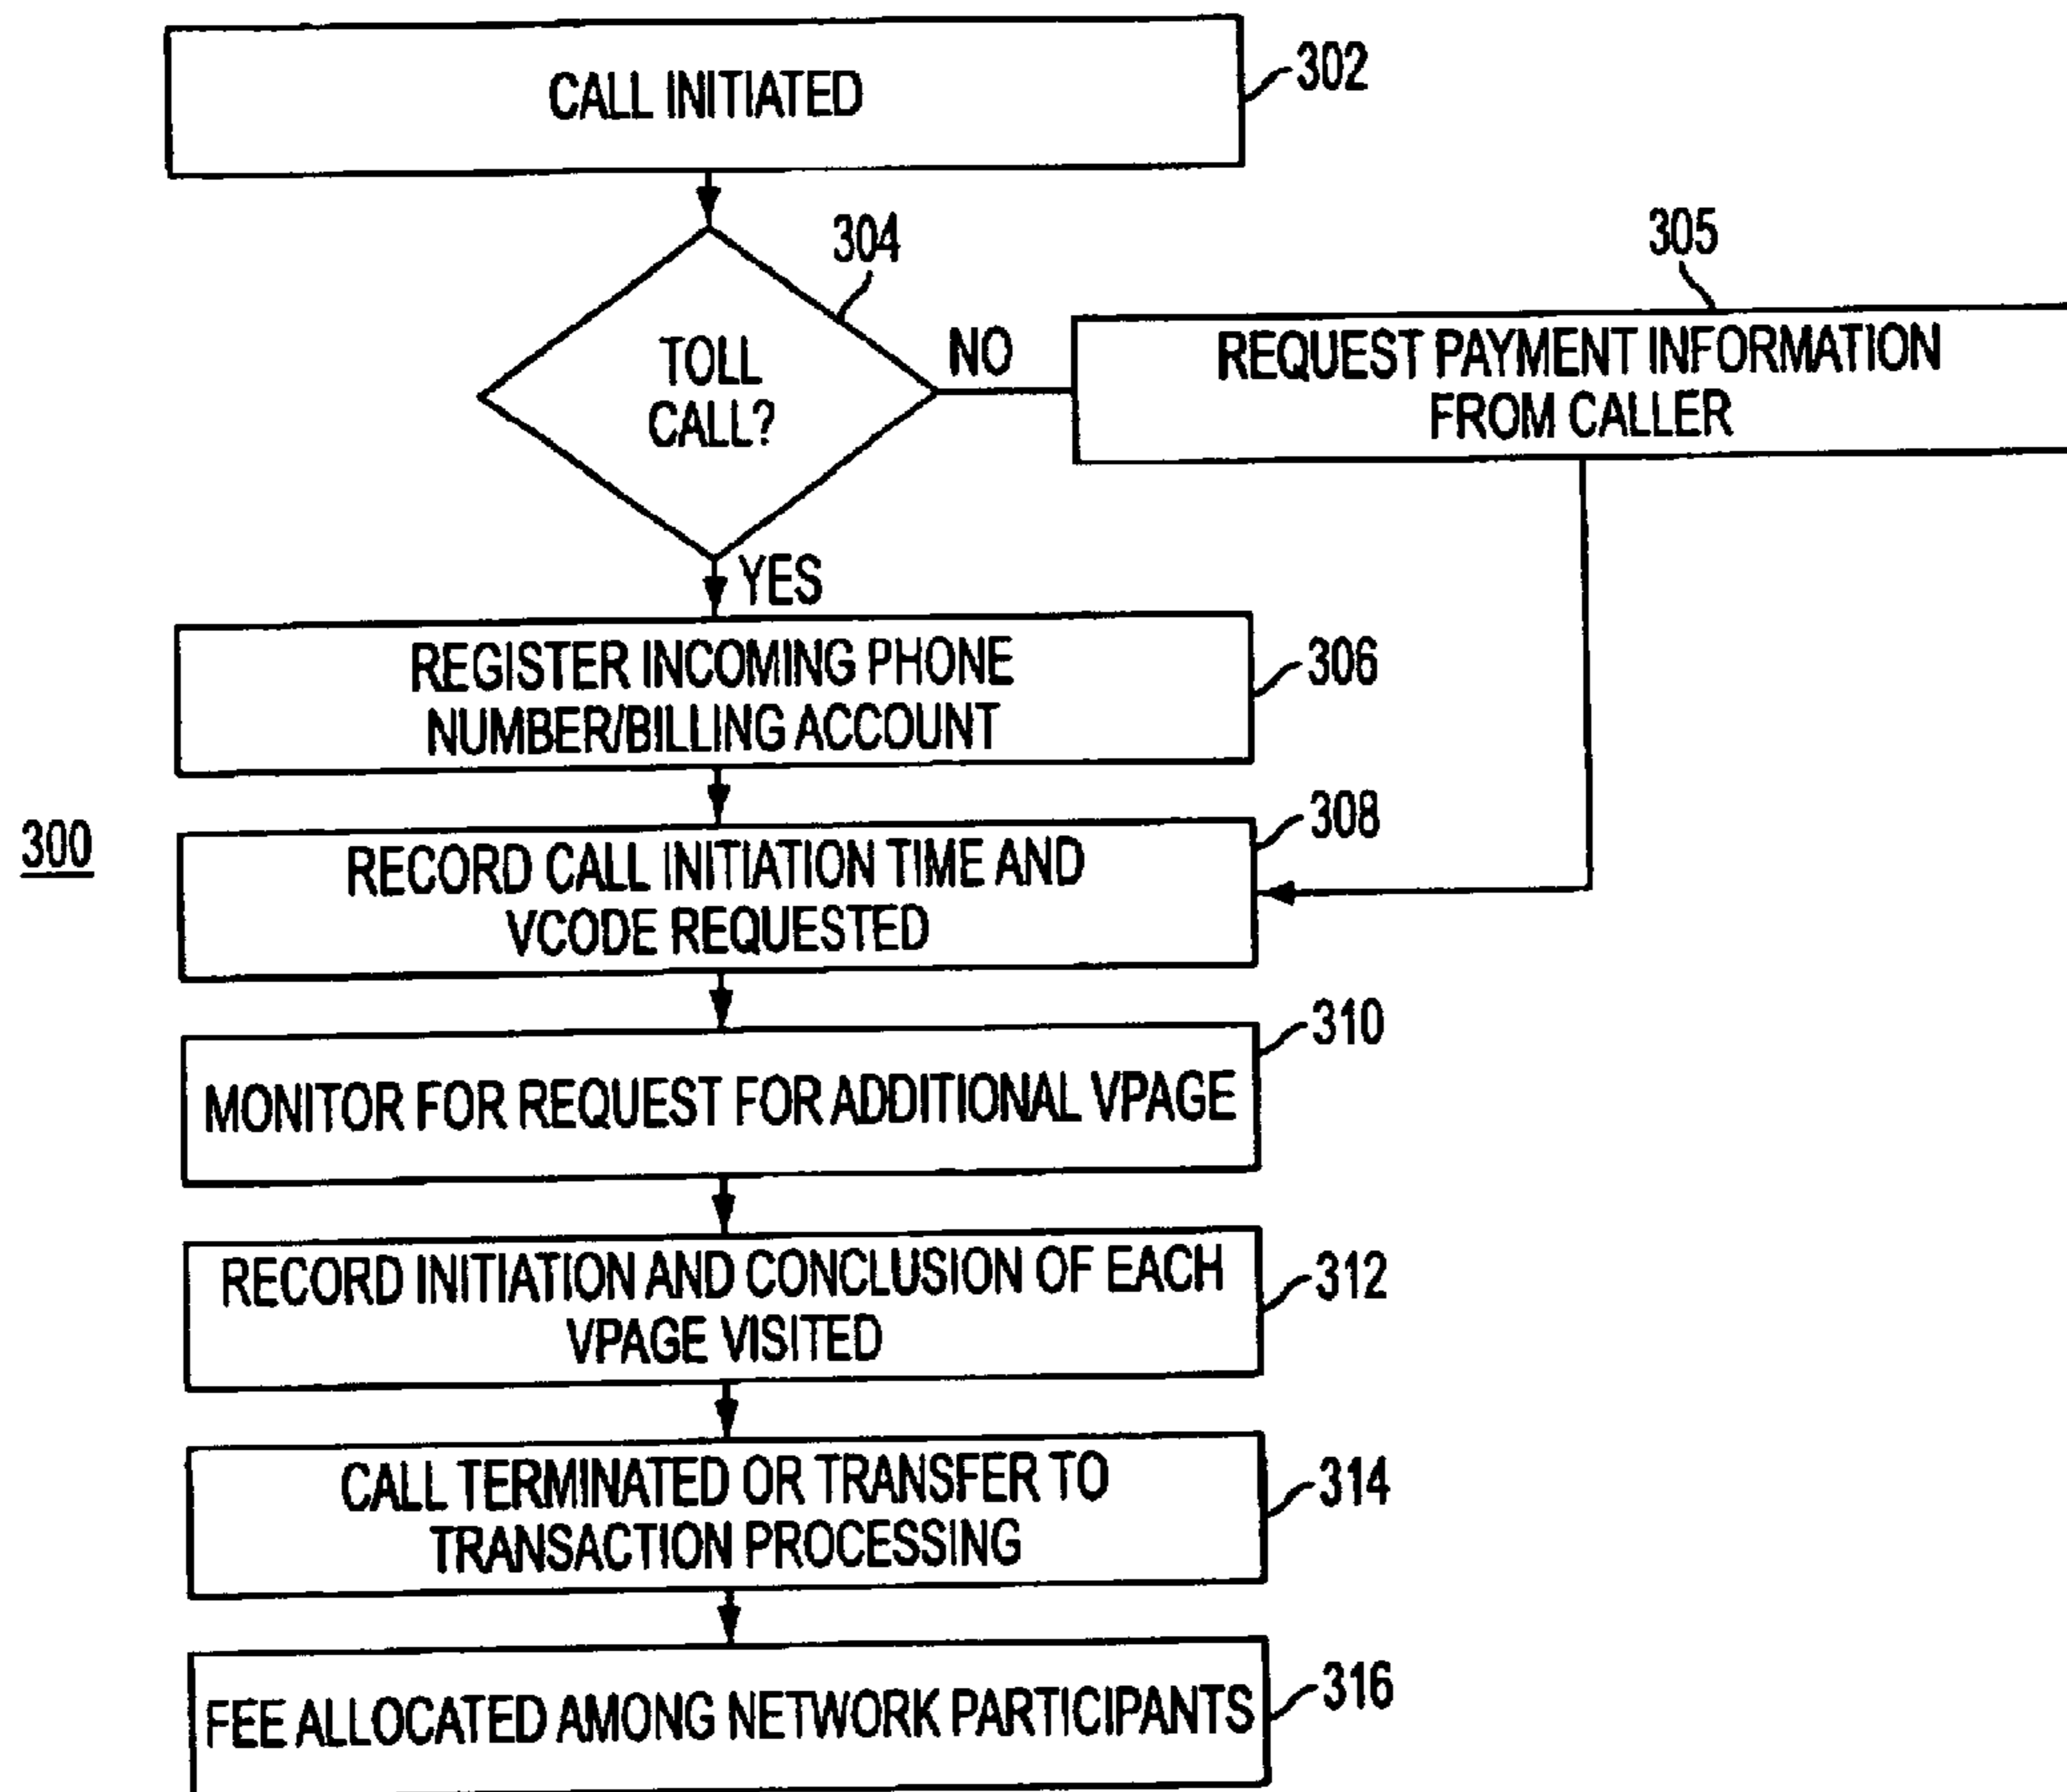 CALL INITIATED
302
304
TOLL
CALL?
NO
305
REQUEST PAYMENT INFORMATION
FROM CALLER
YES
REGISTER INCOMING PHONE
NUMBER/BILLING ACCOUNT
306
300
RECORD CALL INITIATION TIME AND
VCODE REQUESTED
308
MONITOR FOR REQUEST FOR ADDITIONAL VPAGE
310
RECORD INITIATION AND CONCLUSION OF EACH
VPAGE VISITED
312
CALL TERMINATED OR TRANSFER TO
TRANSACTION PROCESSING
314
FEE ALLOCATED AMONG NETWORK PARTICIPANTS
316